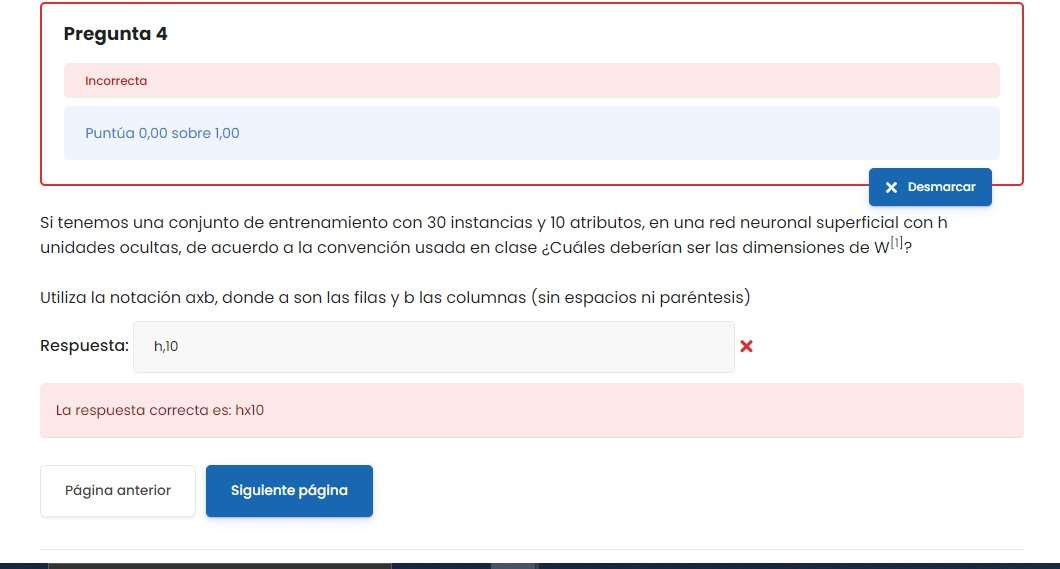 Pregunta 4
Incorrecta
Puntúa 0,00 sobre 1,00
Desmarcar
Si tenemos una conjunto de entrenamiento con 30 instancias y 10 atributos, en una red neuronal superficial con h
unidades ocultas, de acuerdo a la convención usada en clase ¿Cuáles deberían ser las dimensiones de W[1]?
Utiliza la notación axb, donde a son las filas y b las columnas (sin espacios ni paréntesis)
Respuesta: h,10
La respuesta correcta es: hx10
Página anterior Siguiente página